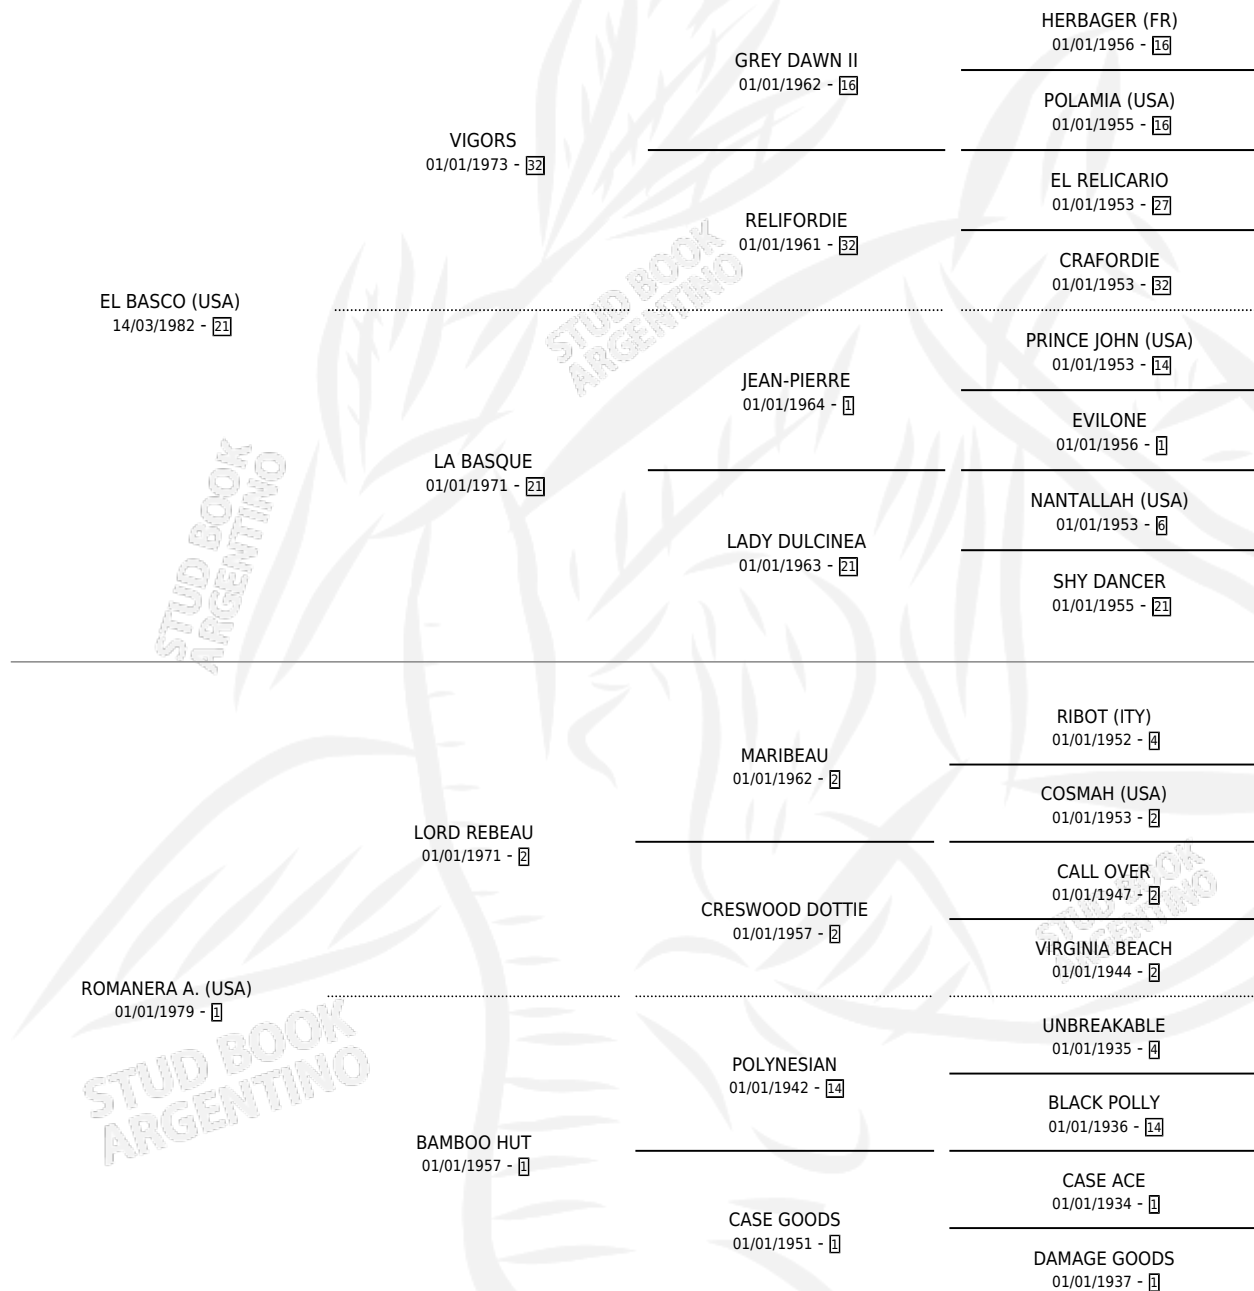 HERBAGER (FR)
01/01/1956 - 16
GREY DAWN II
01/01/1962 - 16
POLAMIA (USA)
01/01/1955 - 16
VIGORS
01/01/1973 - 32
EL RELICARIO
01/01/1953 - 27
RELIFORDIE
01/01/1961 - 32
CRAFORDIE
01/01/1953 - 32
EL BASCO (USA)
14/03/1982 - 21
PRINCE JOHN (USA)
01/01/1953 - 14
JEAN-PIERRE
01/01/1964 - 1
EVILONE
01/01/1956 - 1
LA BASQUE
01/01/1971 - 21
NANTALLAH (USA)
01/01/1953 - 6
LADY DULCINEA
01/01/1963 - 21
SHY DANCER
01/01/1955 - 21
STUD BOOK
ARGENTINO
STUD BOOK
ARGENTINO
RIBOT (ITY)
01/01/1952 - 4
MARIBEAU
01/01/1962 - 2
COSMAH (USA)
01/01/1953 - 2
LORD REBEAU
01/01/1971 - 2
CALL OVER
01/01/1947 - 2
CRESWOOD DOTTIE
01/01/1957 - 2
VIRGINIA BEACH
01/01/1944 - 2
STUD BOOK
ARGENTINO
ROMANERA A. (USA)
01/01/1979 - 1
UNBREAKABLE
01/01/1935 - 4
POLYNESIAN
01/01/1942 - 14
BLACK POLLY
01/01/1936 - 14
STUD BOOK
ARGENTINO
BAMBOO HUT
01/01/1957 - 1
CASE ACE
01/01/1934 - 1
CASE GOODS
01/01/1951 - 1
DAMAGE GOODS
01/01/1937 - 1